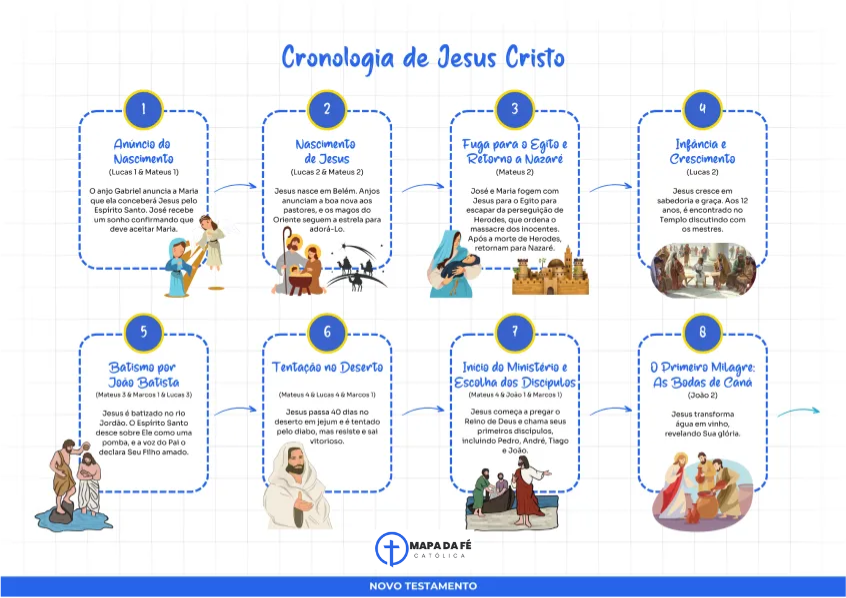 Cronologia de Jesus Cristo
1
Anúncio do
Nascimento
(Lucas 1 & Mateus 1)
O anjo Gabriel anuncia a Maria
que ela conceberá Jesus pelo
Espírito Santo. José recebe
um sonho confirmando que
deve aceitar Maria.
2
Nascimento
de Jesus
(Lucas 2 & Mateus 2)
Jesus nasce em Belém. Anjos
anunciam a boa nova aos
pastores, e os magos do
Oriente seguem a estrela para
adorá-Lo.
3
Fuga para o Egito e
Retorno a Nazaré
(Mateus 2)
José e Maria fogem com
Jesus para o Egito para
escapar da perseguição de
Herodes, que ordena o
massacre dos inocentes.
Após a morte de Herodes,
retornam para Nazaré.
4
Infância e
Crescimento
(Lucas 2)
Jesus cresce em
sabedoria e graça. Aos 12
anos, é encontrado no
Templo discutindo com
os mestres.
5
Batismo por
João Batista
(Mateus 3 & Marcos 1 & Lucas 3)
Jesus é batizado no rio
Jordão. O Espírito Santo
desce sobre Ele como uma
pomba, e a voz do Pai o
declara Seu Filho amado.
6
Tentação no Deserto
(Mateus 4 & Lucas 4 & Marcos 1)
Jesus passa 40 dias no
deserto em jejum e é tentado
pelo diabo, mas resiste e sai
vitorioso.
7
Início do Ministério e
Escolha dos Discípulos
(Mateus 4 & João 1 & Marcos 1)
Jesus começa a pregar o
Reino de Deus e chama seus
primeiros discípulos,
incluindo Pedro, André, Tiago
e João.
8
O Primeiro Milagre:
As Bodas de Caná
(João 2)
Jesus transforma
água em vinho,
revelando Sua glória.
MAPA DA FÉ
CATÓLICA
NOVO TESTAMENTO